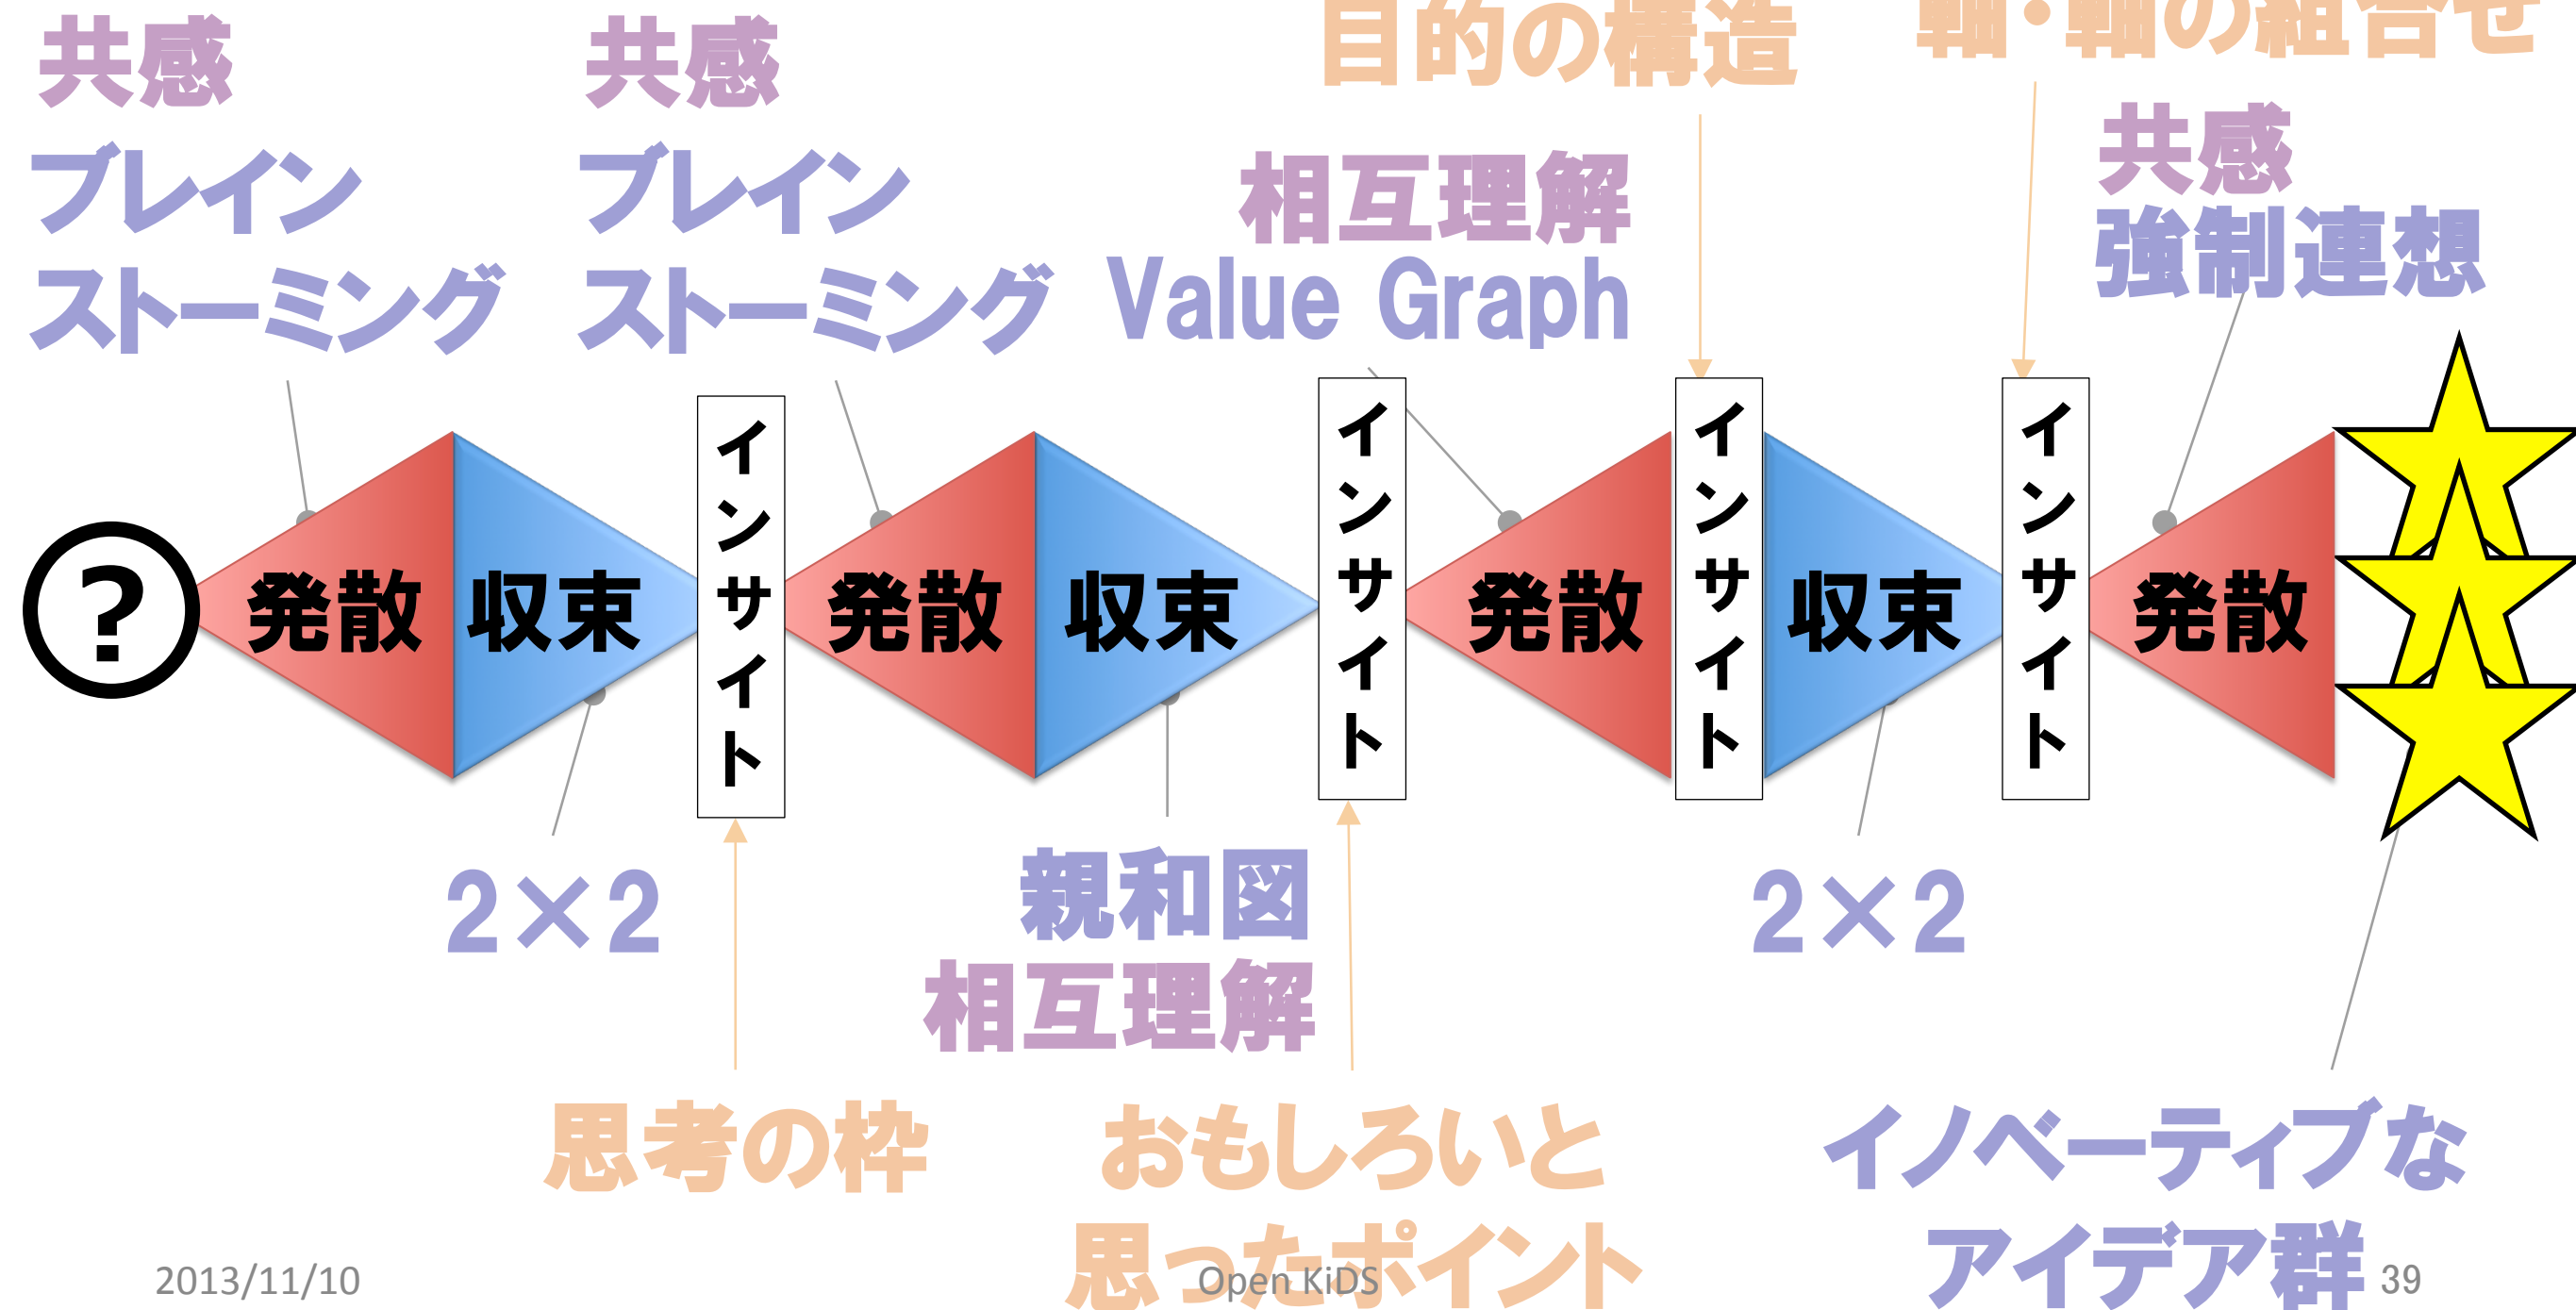 目的の構造
軸・軸の組合せ
共感
ブレイン
ストーミング
共感
ブレイン
ストーミング
相互理解
Value Graph
共感
強制連想
?
発散
収束
インサイト
発散
収束
インサイト
発散
インサイト
収束
インサイト
発散
2×2
親和図
相互理解
2×2
思考の枠
おもしろいと
思ったポイント
イノベーティブな
アイデア群
2013/11/10
Open KiDS
39